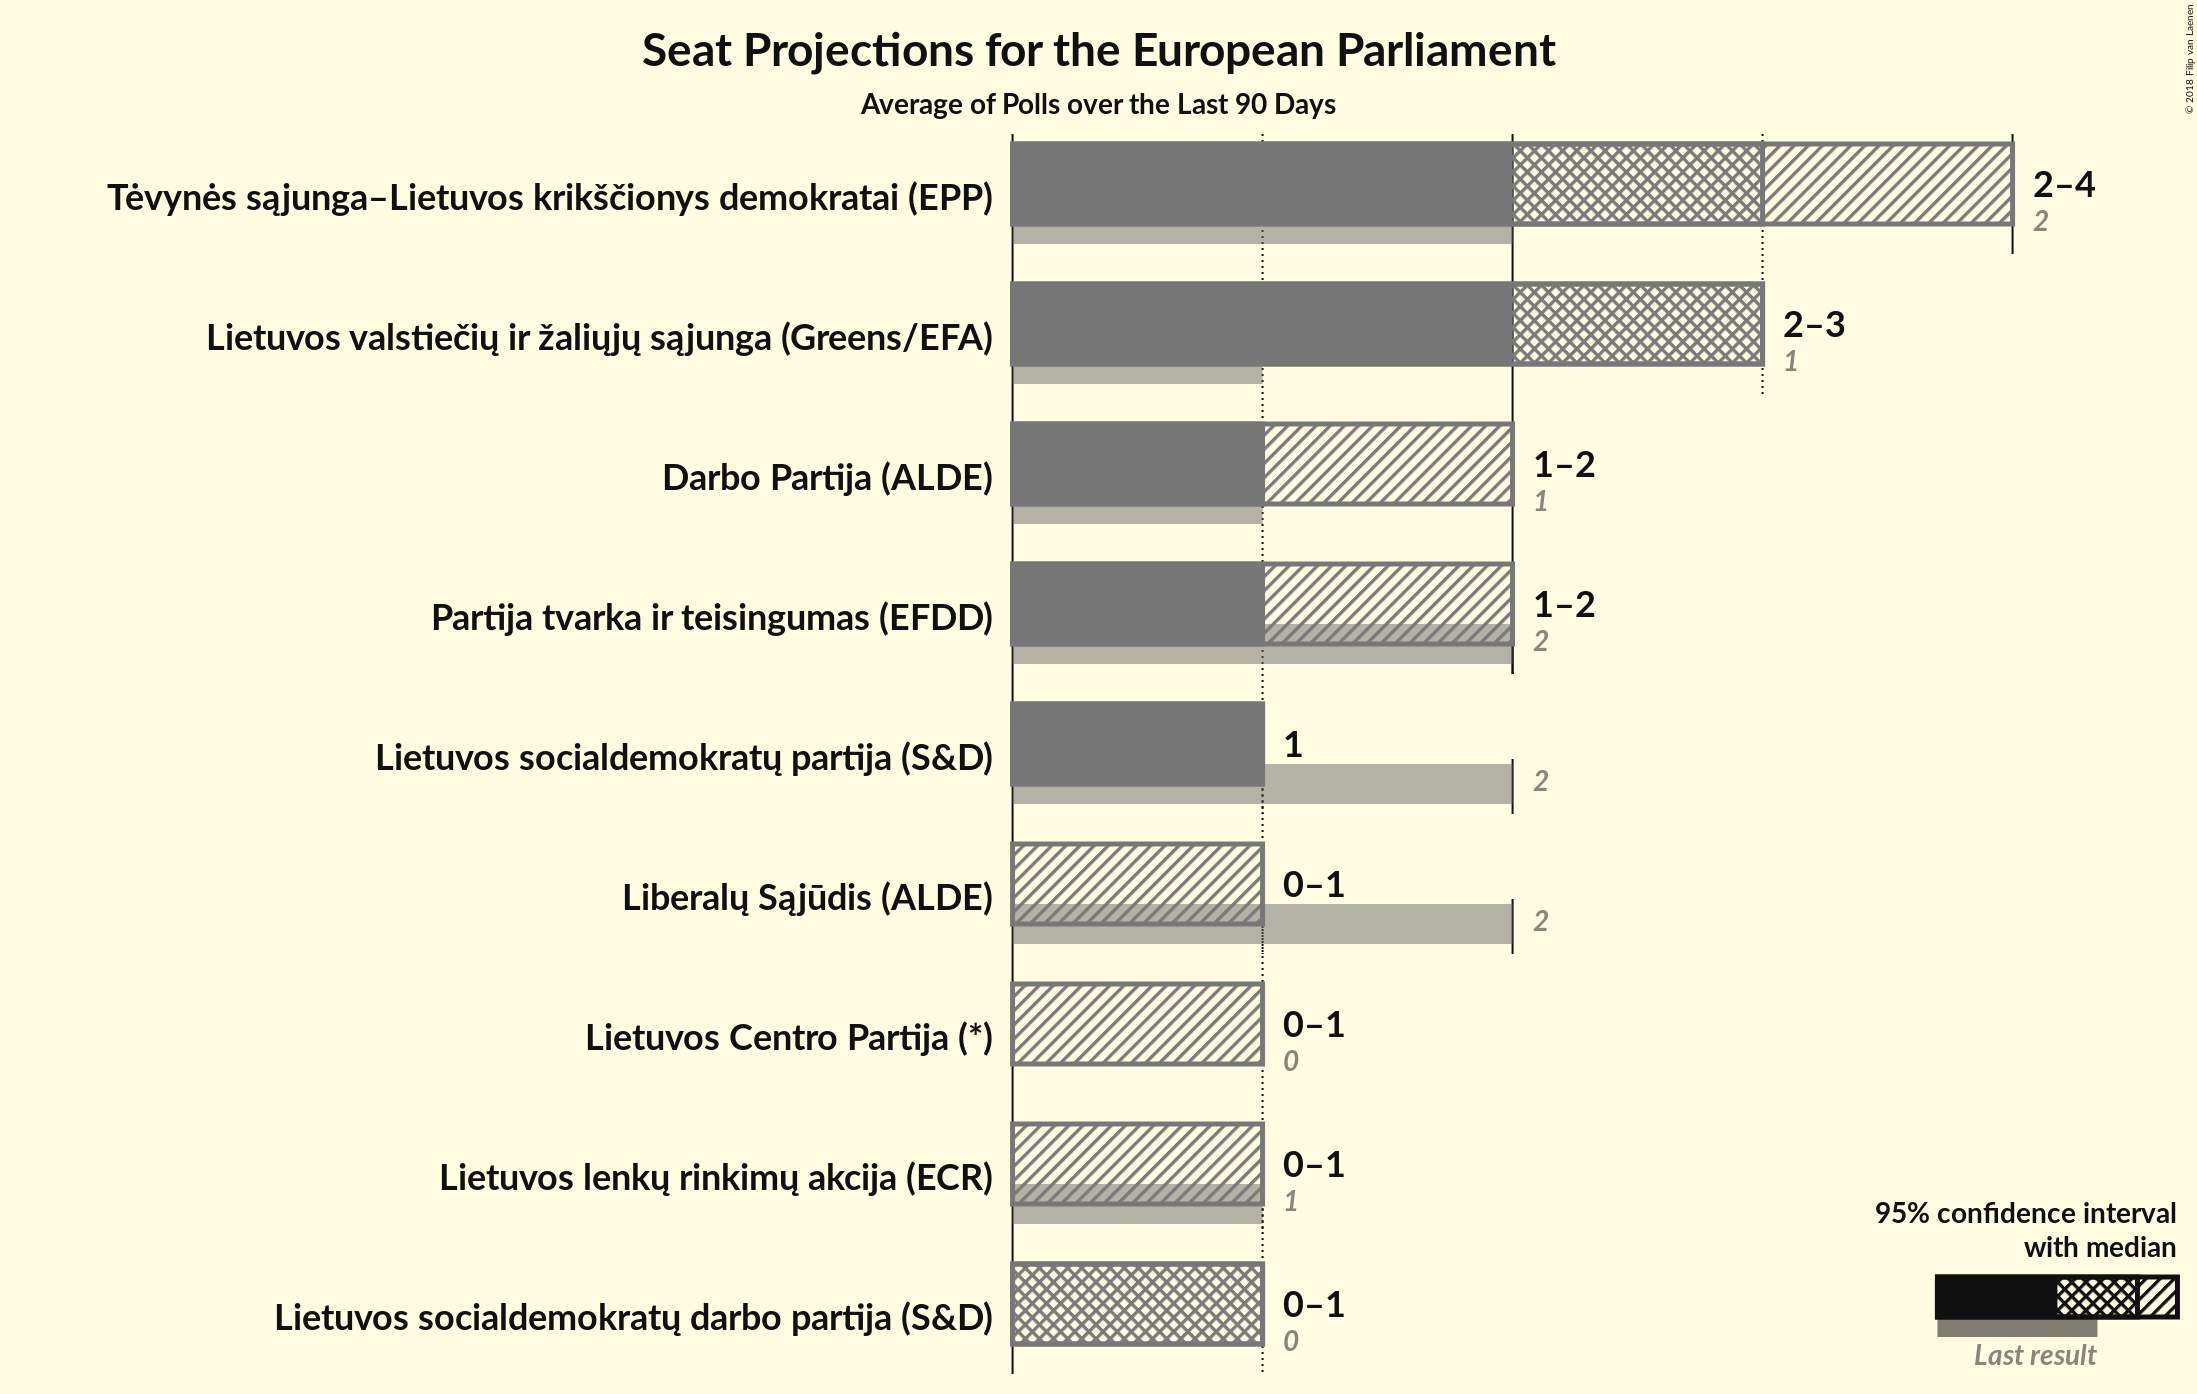 Seat Projections for the European Parliament
Average of Polls over the Last 90 Days
© 2018 Filip van Laenen
Tėvynės sąjunga–Lietuvos krikščionys demokratai (EPP)
2–4
2
Lietuvos valstiečių ir žaliųjų sąjunga (Greens/EFA)
2–3
1
Darbo Partija (ALDE)
1–2
1
Partija tvarka ir teisingumas (EFDD)
1–2
2
Lietuvos socialdemokratų partija (S&D)
1
2
Liberalų Sąjūdis (ALDE)
0–1
2
Lietuvos Centro Partija (*)
0–1
0
Lietuvos lenkų rinkimų akcija (ECR)
0–1
1
Lietuvos socialdemokratų darbo partija (S&D)
0–1
0
95% confidence interval
with median
Last result